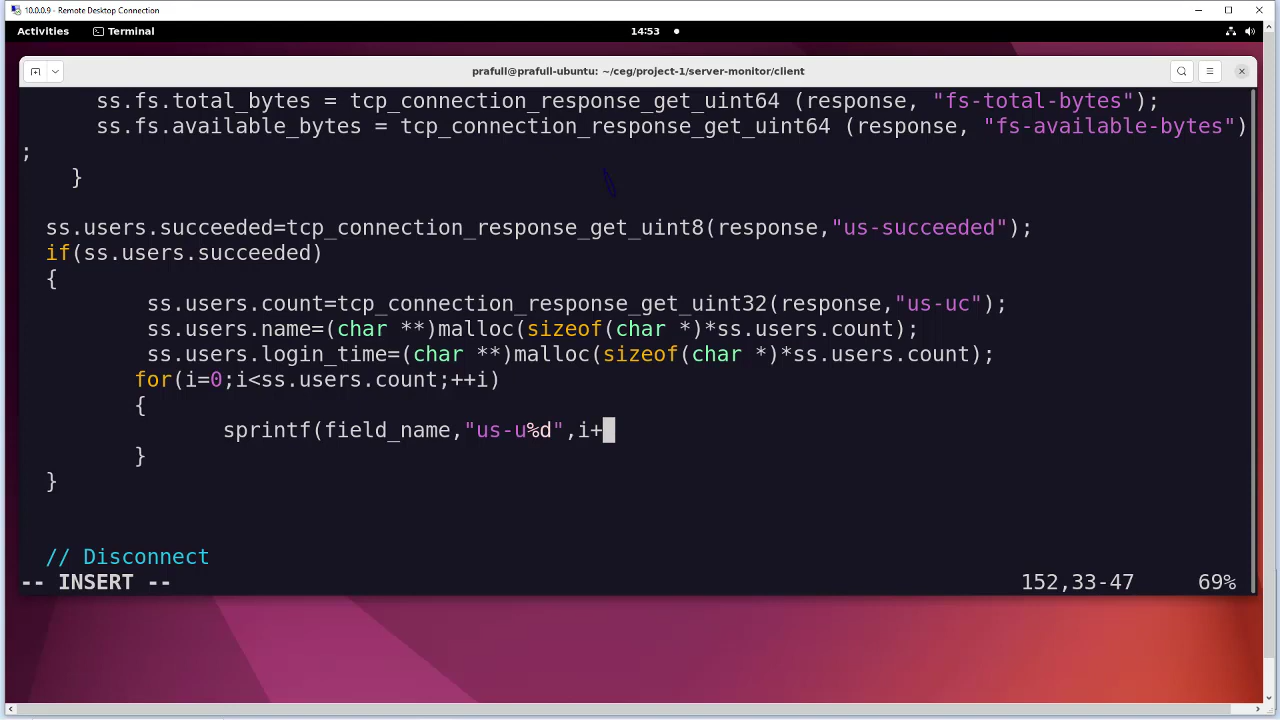 10.0.0.9 - Remote Desktop Connection
Activities Terminal 14:53
prafull@prafull-ubuntu: ~/ceg/project-1/server-monitor/client
ss.fs.total_bytes = tcp_connection_response_get_uint64 (response, "fs-total-bytes");
ss.fs.available_bytes = tcp_connection_response_get_uint64 (response, "fs-available-bytes")
;
}
ss.users.succeeded=tcp_connection_response_get_uint8(response,"us-succeeded");
if(ss.users.succeeded)
{
ss.users.count=tcp_connection_response_get_uint32(response,"us-uc");
ss.users.name=(char **)malloc(sizeof(char *)*ss.users.count);
ss.users.login_time=(char **)malloc(sizeof(char *)*ss.users.count);
for(i=0;i<ss.users.count;++i)
{
sprintf(field_name,"us-u%d",i+
}
}
// Disconnect
-- INSERT -- 152,33-47 69%